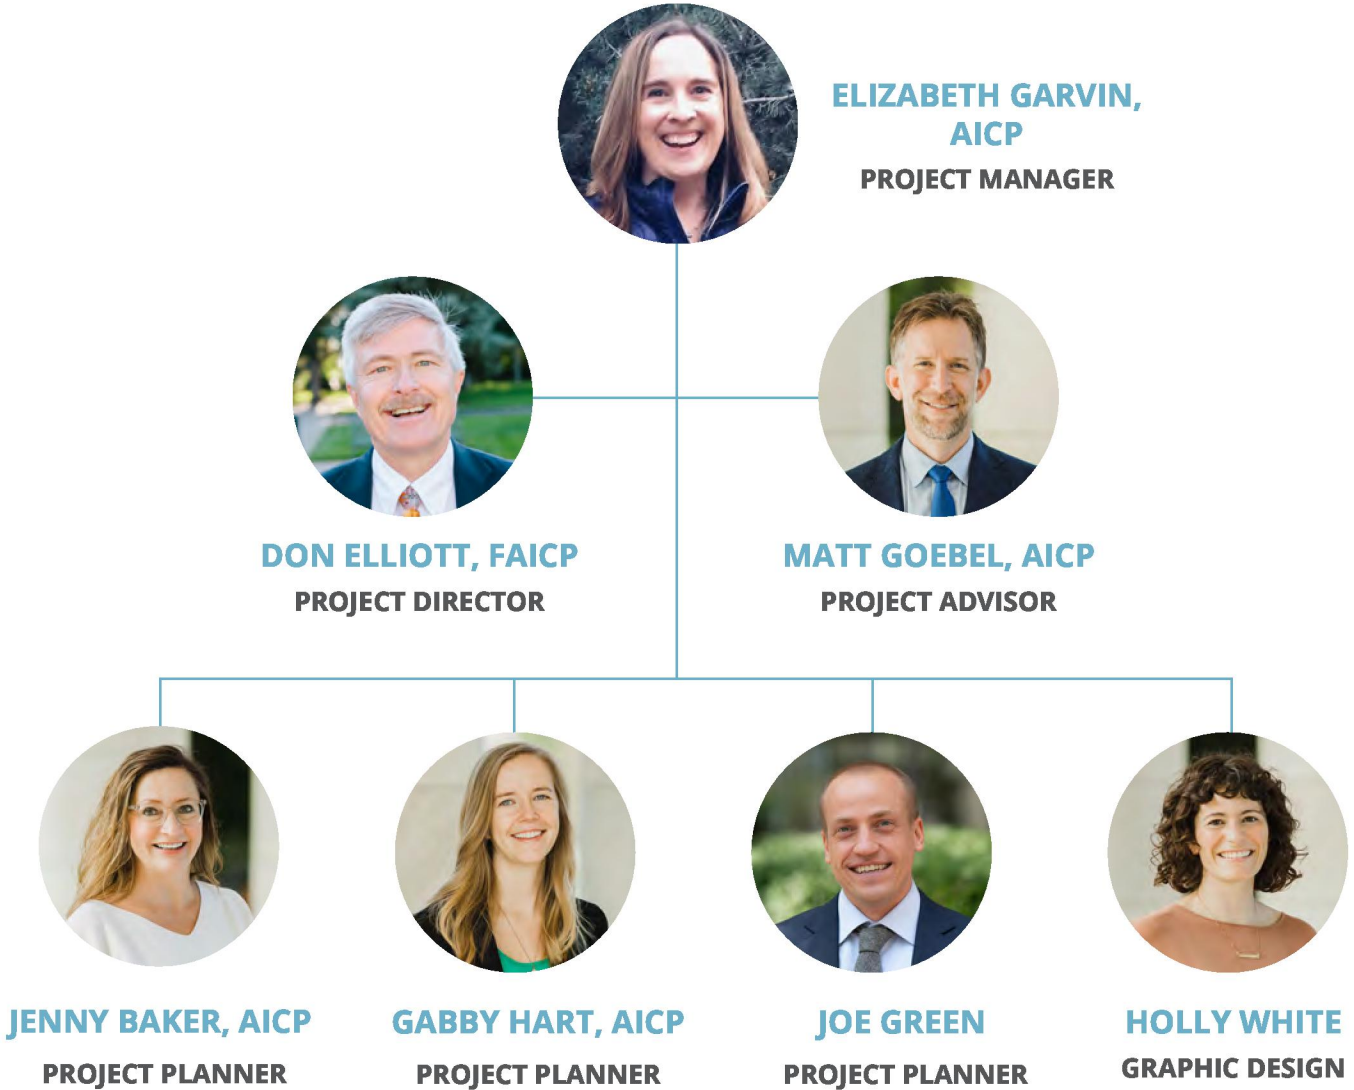 ELIZABETH GARVIN,
AICP
PROJECT MANAGER
DON ELLIOTT, FAICP
PROJECT DIRECTOR
MATT GOEBEL, AICP
PROJECT ADVISOR
JENNY BAKER, AICP
PROJECT PLANNER
GABBY HART, AICP
PROJECT PLANNER
JOE GREEN
PROJECT PLANNER
HOLLY WHITE
GRAPHIC DESIGN